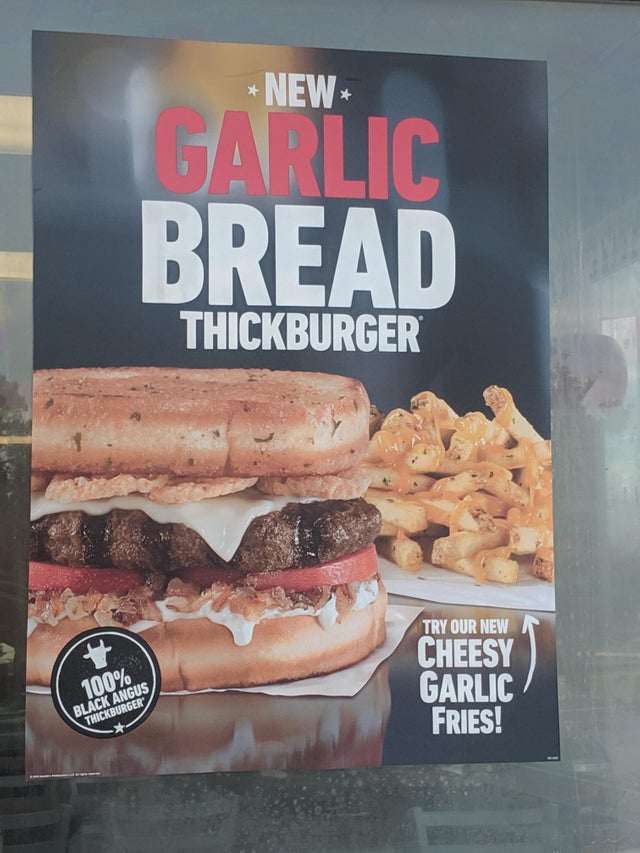 NEW
GARLIC
BREAD
THICKBURGER®
100%
BLACK ANGUS
THICKBURGER®
TRY OUR NEW
CHEESY
GARLIC
FRIES!